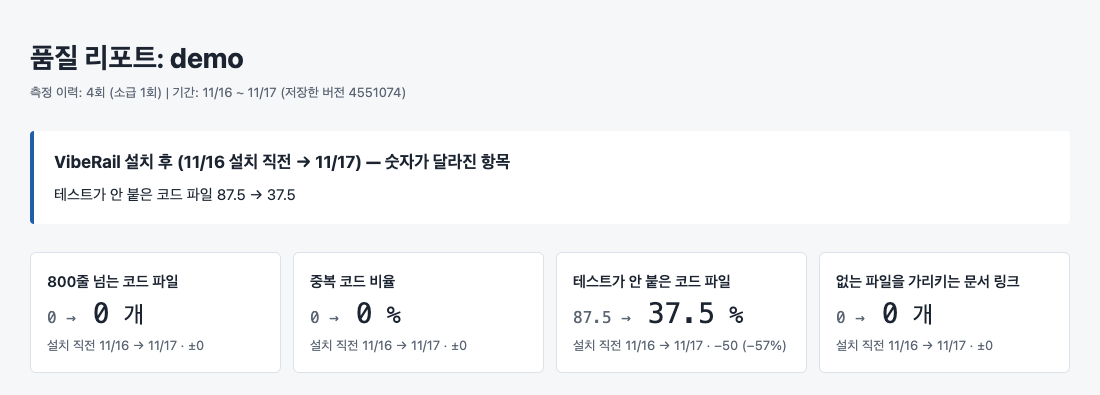 품질 리포트: demo
측정 이력: 4회 (소급 1회) | 기간: 11/16 ~ 11/17 (저장한 버전 4551074)
VibeRail 설치 후 (11/16 설치 직전 → 11/17) — 숫자가 달라진 항목
테스트가 안 붙은 코드 파일 87.5 → 37.5
800줄 넘는 코드 파일
0 → 0 개
설치 직전 11/16 → 11/17 · ±0
중복 코드 비율
0 → 0 %
설치 직전 11/16 → 11/17 · ±0
테스트가 안 붙은 코드 파일
87.5 → 37.5 %
설치 직전 11/16 → 11/17 · −50 (−57%)
없는 파일을 가리키는 문서 링크
0 → 0 개
설치 직전 11/16 → 11/17 · ±0